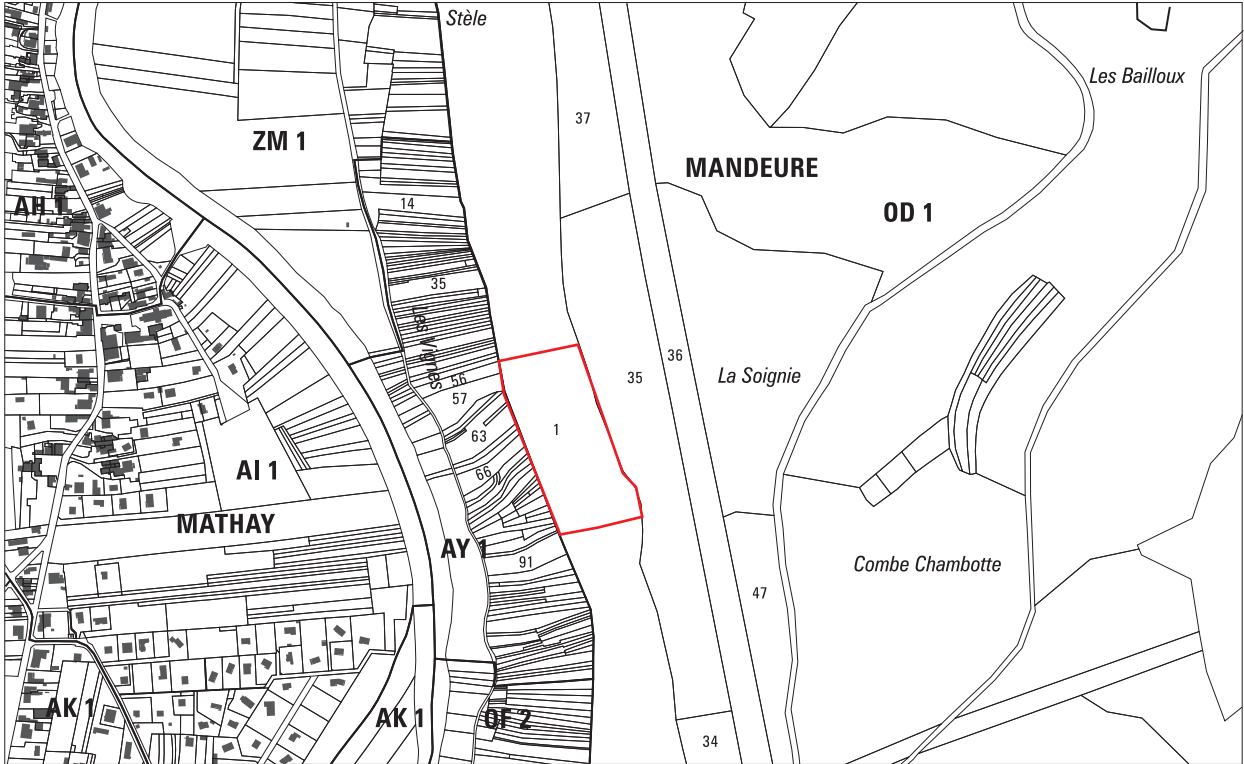 Stèle
Les Bailloux
37
ZM 1
MANDEURE
14
AH 1
OD 1
35
Les Vignes
36
35
La Soignie
56
57
1
63
AI 1
66
MATHAY
AY 1
91
Combe Chambotte
47
AK 1
AK 1
OF 2
34